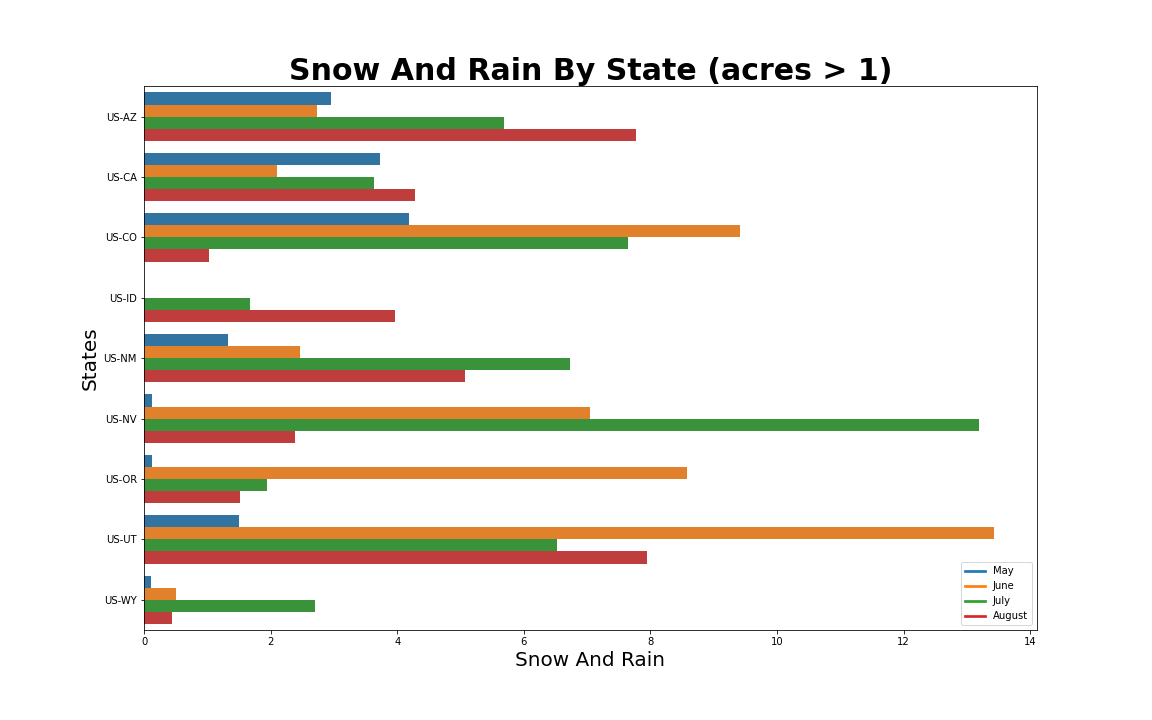 Snow And Rain By State (acres > 1)
States
US-AZ
US-CA
US-CO
US-ID
US-NM
US-NV
US-OR
US-UT
US-WY
May
June
July
August
0 2 4 6 8 10 12 14
Snow And Rain